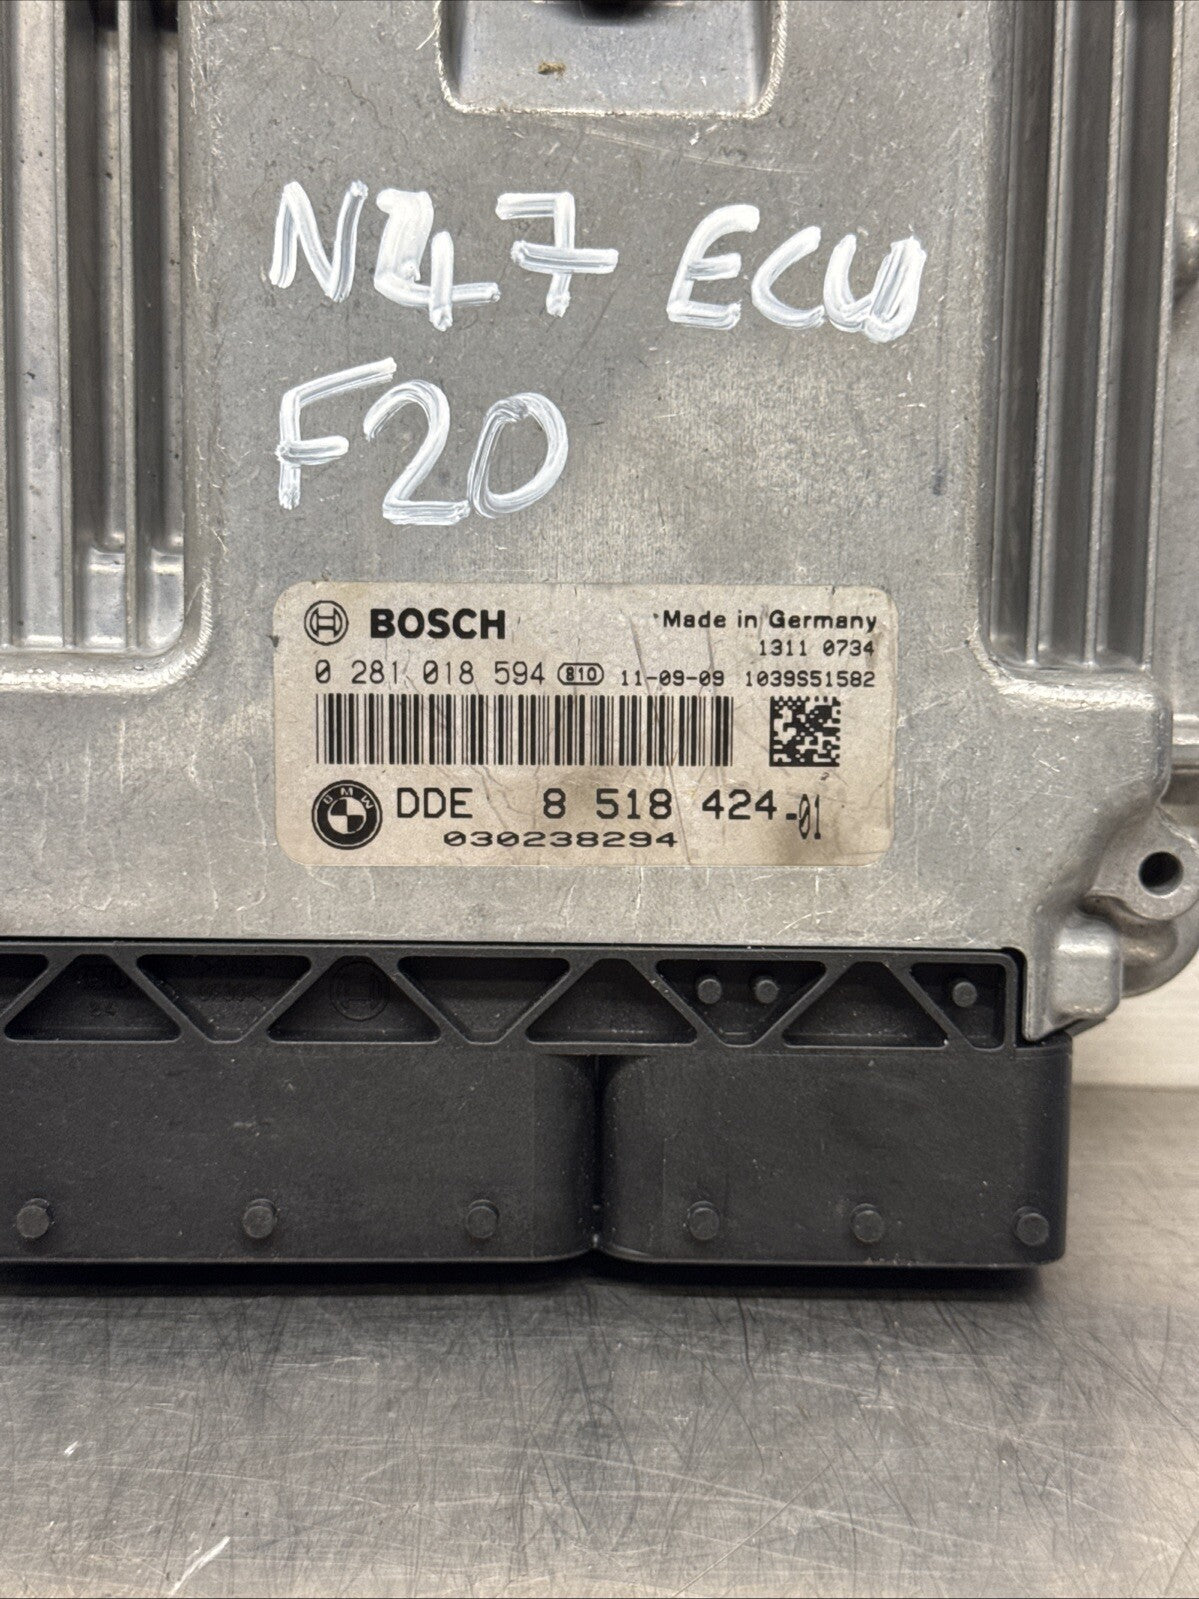 N47 ECU
F20
BOSCH Made in Germany
1311 0734
0 281 018 594 810 11-09-09 1039S51582
BMW DDE 8 518 424-01
030238294